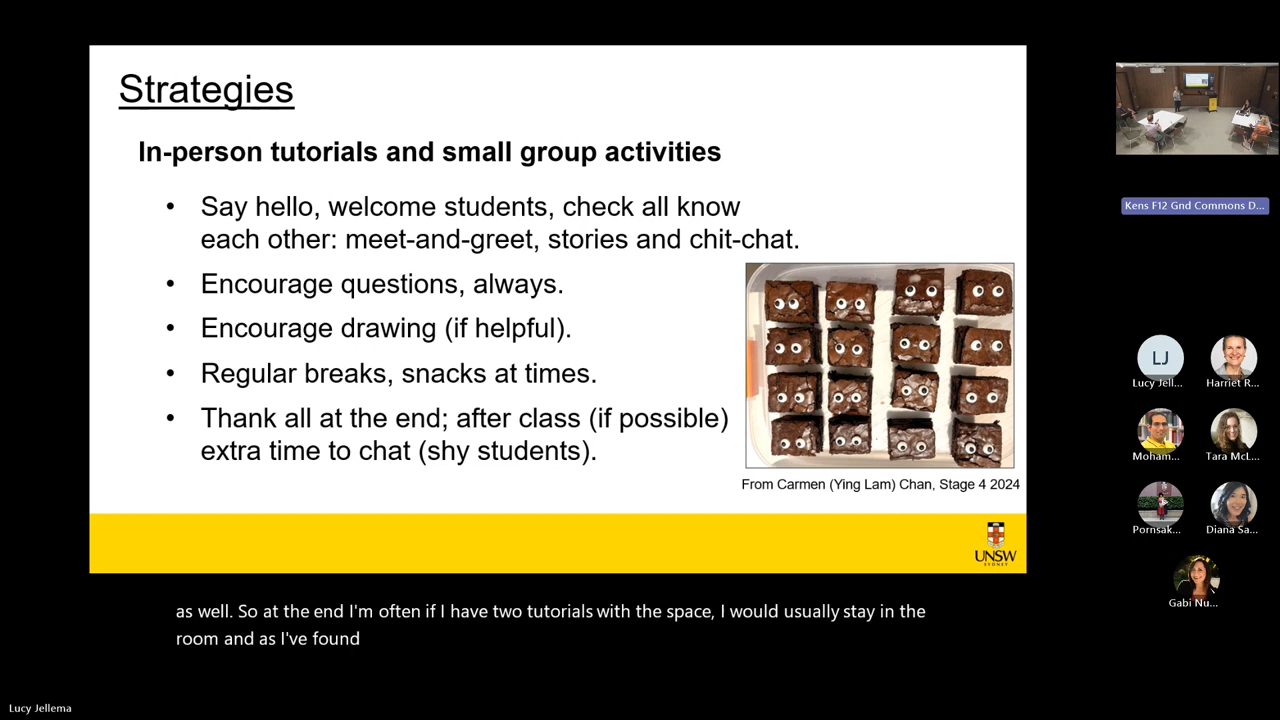 Strategies
In-person tutorials and small group activities
• Say hello, welcome students, check all know
each other: meet-and-greet, stories and chit-chat.
• Encourage questions, always.
• Encourage drawing (if helpful).
• Regular breaks, snacks at times.
• Thank all at the end; after class (if possible)
extra time to chat (shy students).
From Carmen (Ying Lam) Chan, Stage 4 2024
UNSW
SYDNEY
as well. So at the end I'm often if I have two tutorials with the space, I would usually stay in the
room and as I've found
Lucy Jellema
Kens F12 Gnd Commons D...
LJ
Lucy Jell...
Harriet R...
Moham...
Tara McL...
Pornsak...
Diana Sa...
Gabi Nu...